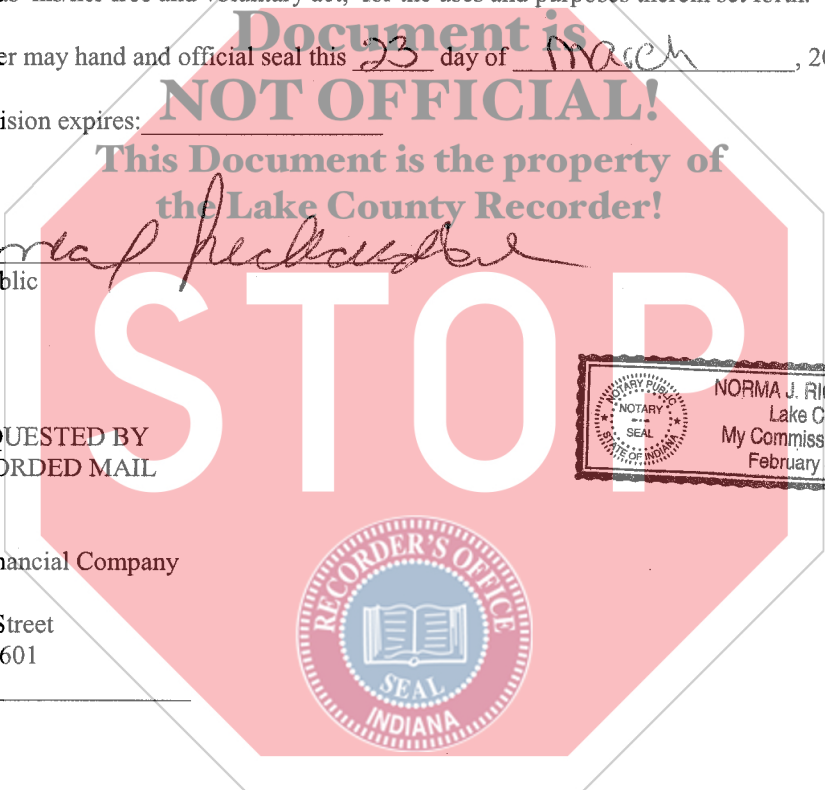 as his/her free and voluntary act, for the uses and purposes therein set forth.
Document is
er may hand and official seal this 23 day of March, 20
NOT OFFICIAL!
ision expires:
This Document is the property of
the Lake County Recorder!
blic
STOP
NORMA J. RI
Lake C
My Commiss
February
NOTARY PUBLIC
NOTARY
SEAL
STATE OF INDIANA
UESTED BY
ORDED MAIL
nancial Company
Street
601
RECORDER'S OFFICE
SEAL
INDIANA